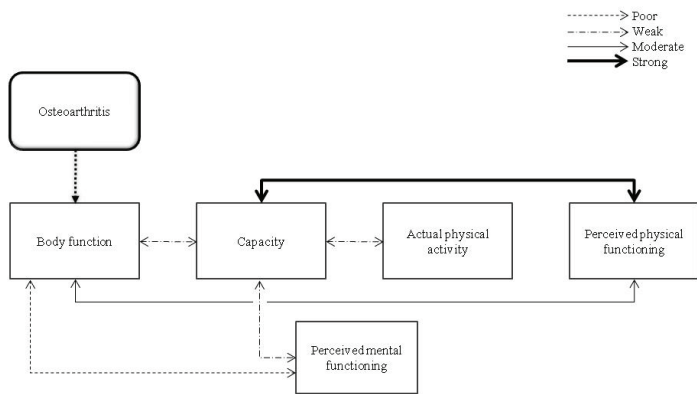 Poor
Weak
Moderate
Strong
Osteoarthritis
Body function
Capacity
Actual physical
activity
Perceived physical
functioning
Perceived mental
functioning